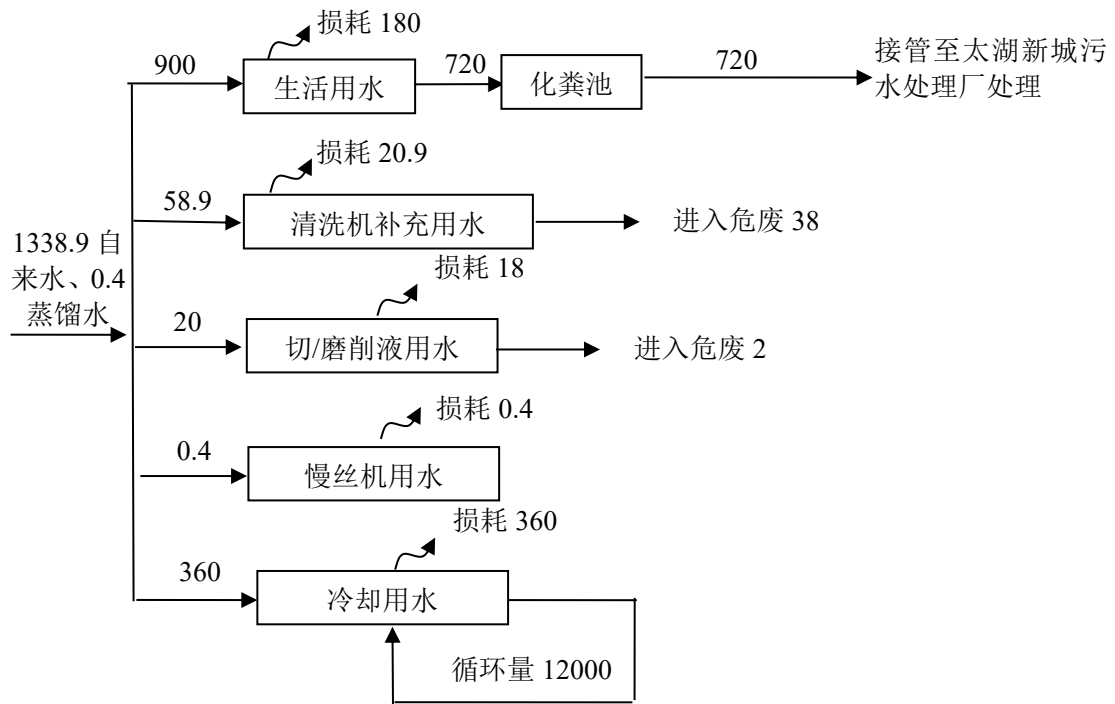 损耗 180
900
生活用水
720
化粪池
720
接管至太湖新城污
水处理厂处理
损耗 20.9
58.9
清洗机补充用水
进入危废 38
1338.9 自
来水、0.4
蒸馏水
损耗 18
20
切/磨削液用水
进入危废 2
损耗 0.4
0.4
慢丝机用水
损耗 360
360
冷却用水
循环量 12000